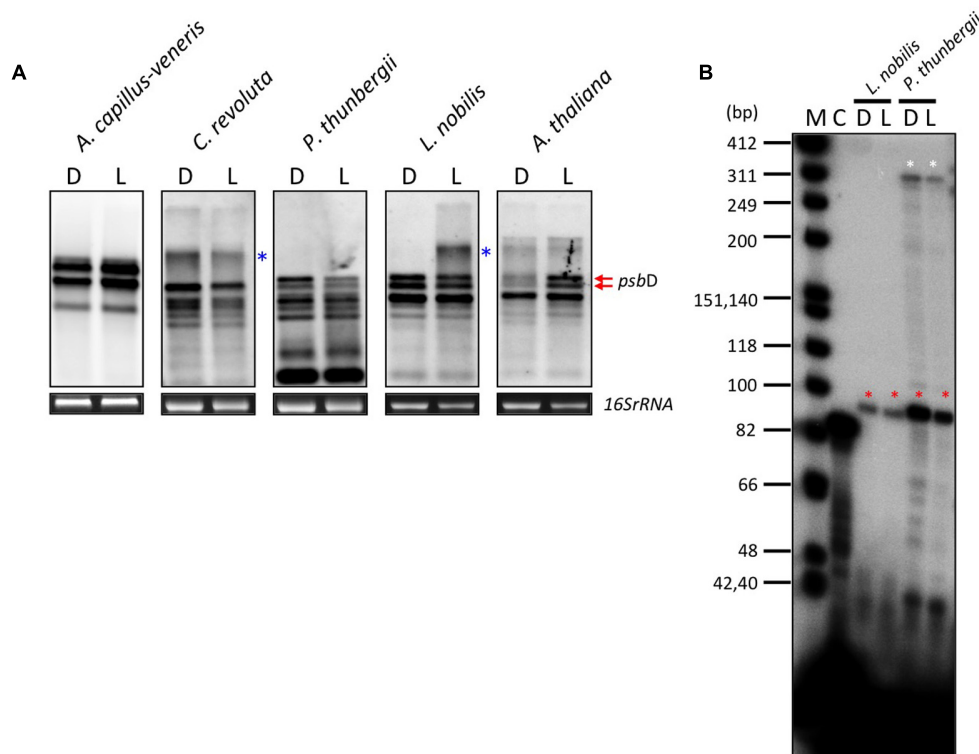 A
A. capillus-veneris
C. revoluta
P. thunbergii
L. nobilis
A. thaliana
D L D L D L D L D L
*
*
psbD
16SrRNA
B
L. nobilis
P. thunbergii
(bp)
M C D L D L
412
* *
311
249
200
151,140
118
100
* * * *
82
66
48
42,40